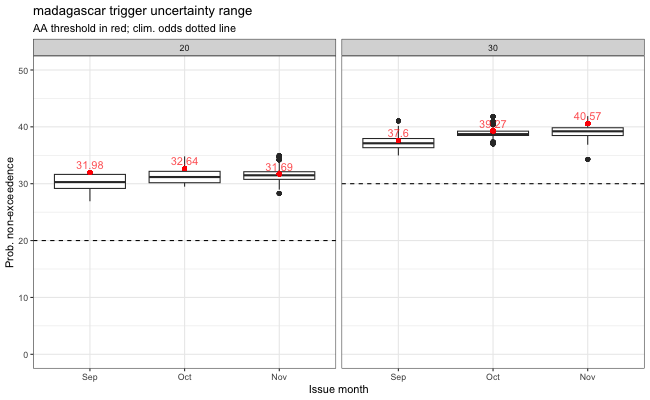 madagascar trigger uncertainty range
AA threshold in red; clim. odds dotted line
20
30
50
40
30
20
10
0
Prob. non-exceedence
31.98
32.64
31.69
37.6
39.27
40.57
Sep
Oct
Nov
Sep
Oct
Nov
Issue month